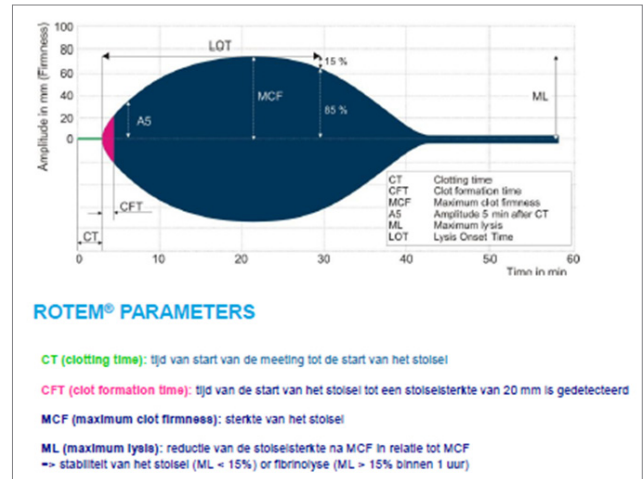 Amplitude in mm (Firmness)
100
80
60
40
20
0
LOT
15 %
MCF
85 %
A5
ML
CFT
CT
CT Clotting time
CFT Clot formation time
MCF Maximum clot firmness
A5 Amplitude 5 min after CT
ML Maximum lysis
LOT Lysis Onset Time
0 10 20 30 40 50 60
Time in min
ROTEM® PARAMETERS
CT (clotting time): tijd van start van de meeting tot de start van het stolsel
CFT (clot formation time): tijd van de start van het stolsel tot een stolselsterkte van 20 mm is gedetecteerd
MCF (maximum clot firmness): sterkte van het stolsel
ML (maximum lysis): reductie van de stolselsterkte na MCF in relatie tot MCF
=> stabiliteit van het stolsel (ML < 15%) or fibrinolyse (ML > 15% binnen 1 uur)